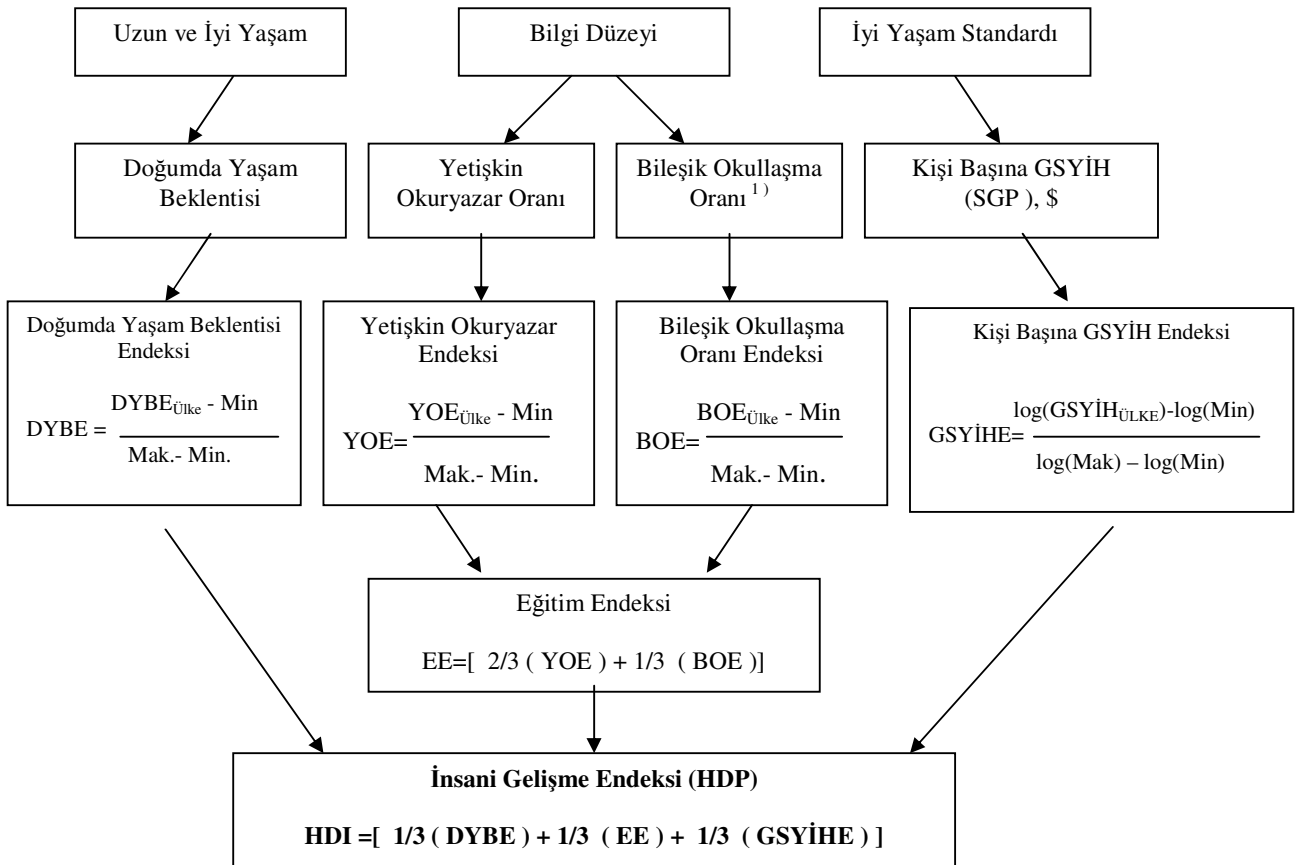 Uzun ve İyi Yaşam
Bilgi Düzeyi
İyi Yaşam Standardı
Doğumda Yaşam
Beklentisi
Yetişkin
Okuryazar Oranı
Bileşik Okullaşma
Oranı 1 )
Kişi Başına GSYİH
(SGP ), $
Doğumda Yaşam Beklentisi
Endeksi
DYBE = DYBEÜlke - Min
Mak.- Min.
Yetişkin Okuryazar
Endeksi
YOE= YOEÜlke - Min
Mak.- Min.
Bileşik Okullaşma
Oranı Endeksi
BOE= BOEÜlke - Min
Mak.- Min.
Kişi Başına GSYİH Endeksi
GSYİHE= log(GSYİHÜLKE)-log(Min)
log(Mak) – log(Min)
Eğitim Endeksi
EE=[ 2/3 ( YOE ) + 1/3 ( BOE )]
İnsani Gelişme Endeksi (HDP)
HDI =[ 1/3 ( DYBE ) + 1/3 ( EE ) + 1/3 ( GSYİHE ) ]